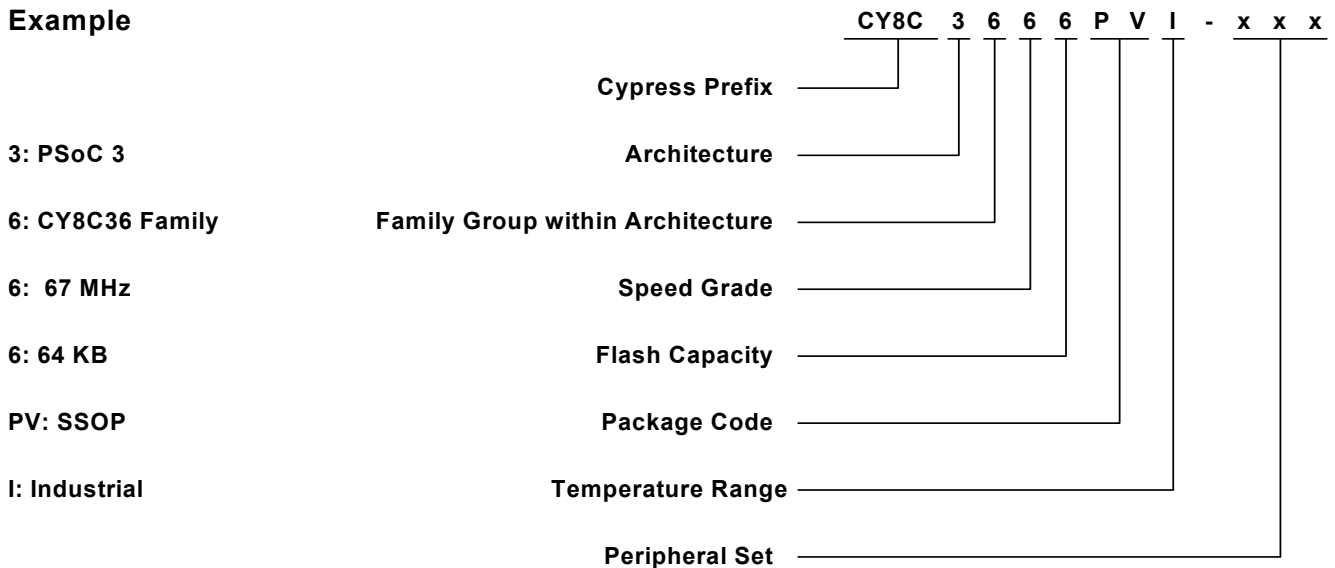 Example
CY8C 3 6 6 6 P V I - x x x
Cypress Prefix
3: PSoC 3 Architecture
6: CY8C36 Family Family Group within Architecture
6: 67 MHz Speed Grade
6: 64 KB Flash Capacity
PV: SSOP Package Code
I: Industrial Temperature Range
Peripheral Set